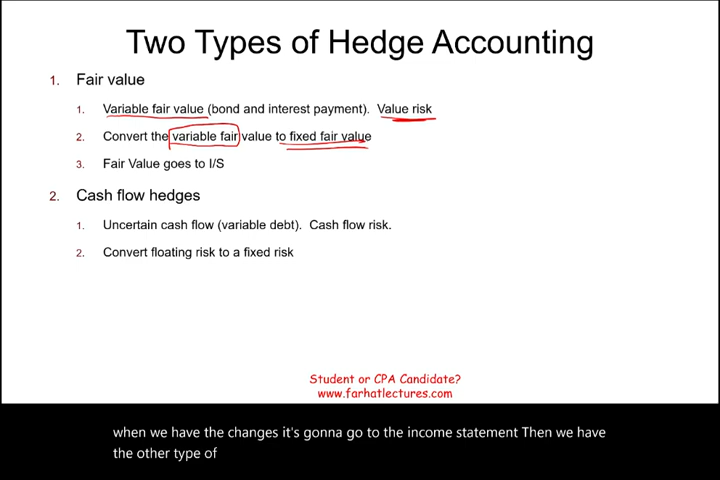 Two Types of Hedge Accounting
1. Fair value
1. Variable fair value (bond and interest payment). Value risk
2. Convert the variable fair value to fixed fair value
3. Fair Value goes to I/S
2. Cash flow hedges
1. Uncertain cash flow (variable debt). Cash flow risk.
2. Convert floating risk to a fixed risk
Student or CPA Candidate?
www.farhatlectures.com
when we have the changes it's gonna go to the income statement Then we have
the other type of